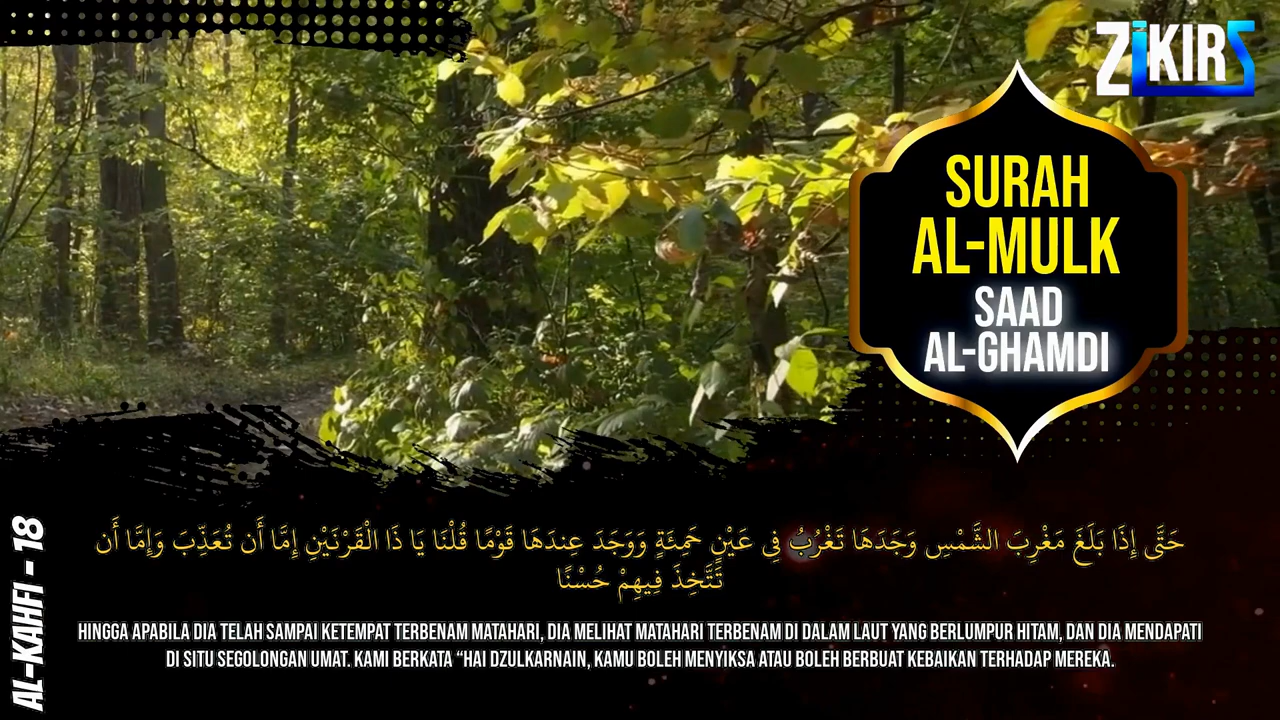 ZiKIRS
SURAH
AL-MULK
SAAD
AL-GHAMDI
حَتَّى إِذَا بَلَغَ مَغْرِبَ الشَّمْسِ وَجَدَهَا تَغْرُبُ فِي عَيْنٍ حَمِئَةٍ وَوَجَدَ عِندَهَا قَوْمًا قُلْنَا يَا ذَا الْقَرْنَيْنِ إِمَّا أَن تُعَذِّبَ وَإِمَّا أَن
تَتَّخِذَ فِيهِمْ حُسْنًا
HINGGA APABILA DIA TELAH SAMPAI KETEMPAT TERBENAM MATAHARI, DIA MELIHAT MATAHARI TERBENAM DI DALAM LAUT YANG BERLUMPUR HITAM, DAN DIA MENDAPATI
DI SITU SEGOLONGAN UMAT. KAMI BERKATA “HAI DZULKARNAIN, KAMU BOLEH MENYIKSA ATAU BOLEH BERBUAT KEBAIKAN TERHADAP MEREKA.
AL-KAHFI - 18